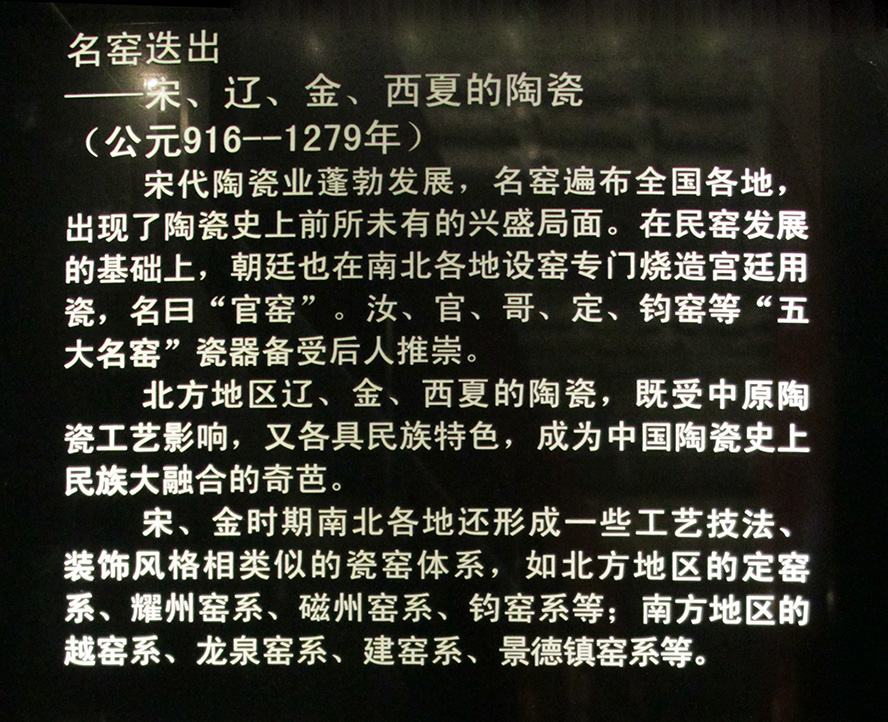 名窑迭出
——宋、辽、金、西夏的陶瓷
（公元916--1279年）
宋代陶瓷业蓬勃发展，名窑遍布全国各地，
出现了陶瓷史上前所未有的兴盛局面。在民窑发展
的基础上，朝廷也在南北各地设窑专门烧造宫廷用
瓷，名曰“官窑”。汝、官、哥、定、钧窑等“五
大名窑”瓷器备受后人推崇。
北方地区辽、金、西夏的陶瓷，既受中原陶
瓷工艺影响，又各具民族特色，成为中国陶瓷史上
民族大融合的奇芭。
宋、金时期南北各地还形成一些工艺技法、
装饰风格相类似的瓷窑体系，如北方地区的定窑
系、耀州窑系、磁州窑系、钧窑系等；南方地区的
越窑系、龙泉窑系、建窑系、景德镇窑系等。